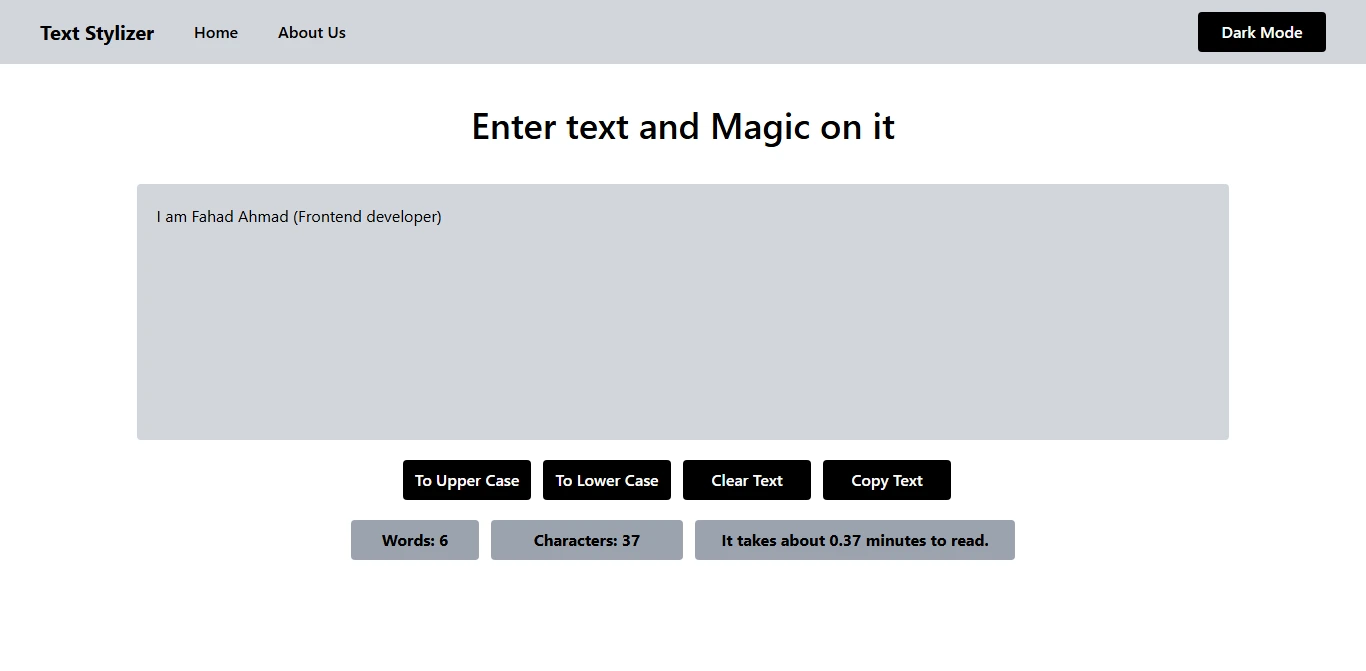 Text Stylizer Home About Us Dark Mode
Enter text and Magic on it
I am Fahad Ahmad (Frontend developer)
To Upper Case To Lower Case Clear Text Copy Text
Words: 6 Characters: 37 It takes about 0.37 minutes to read.